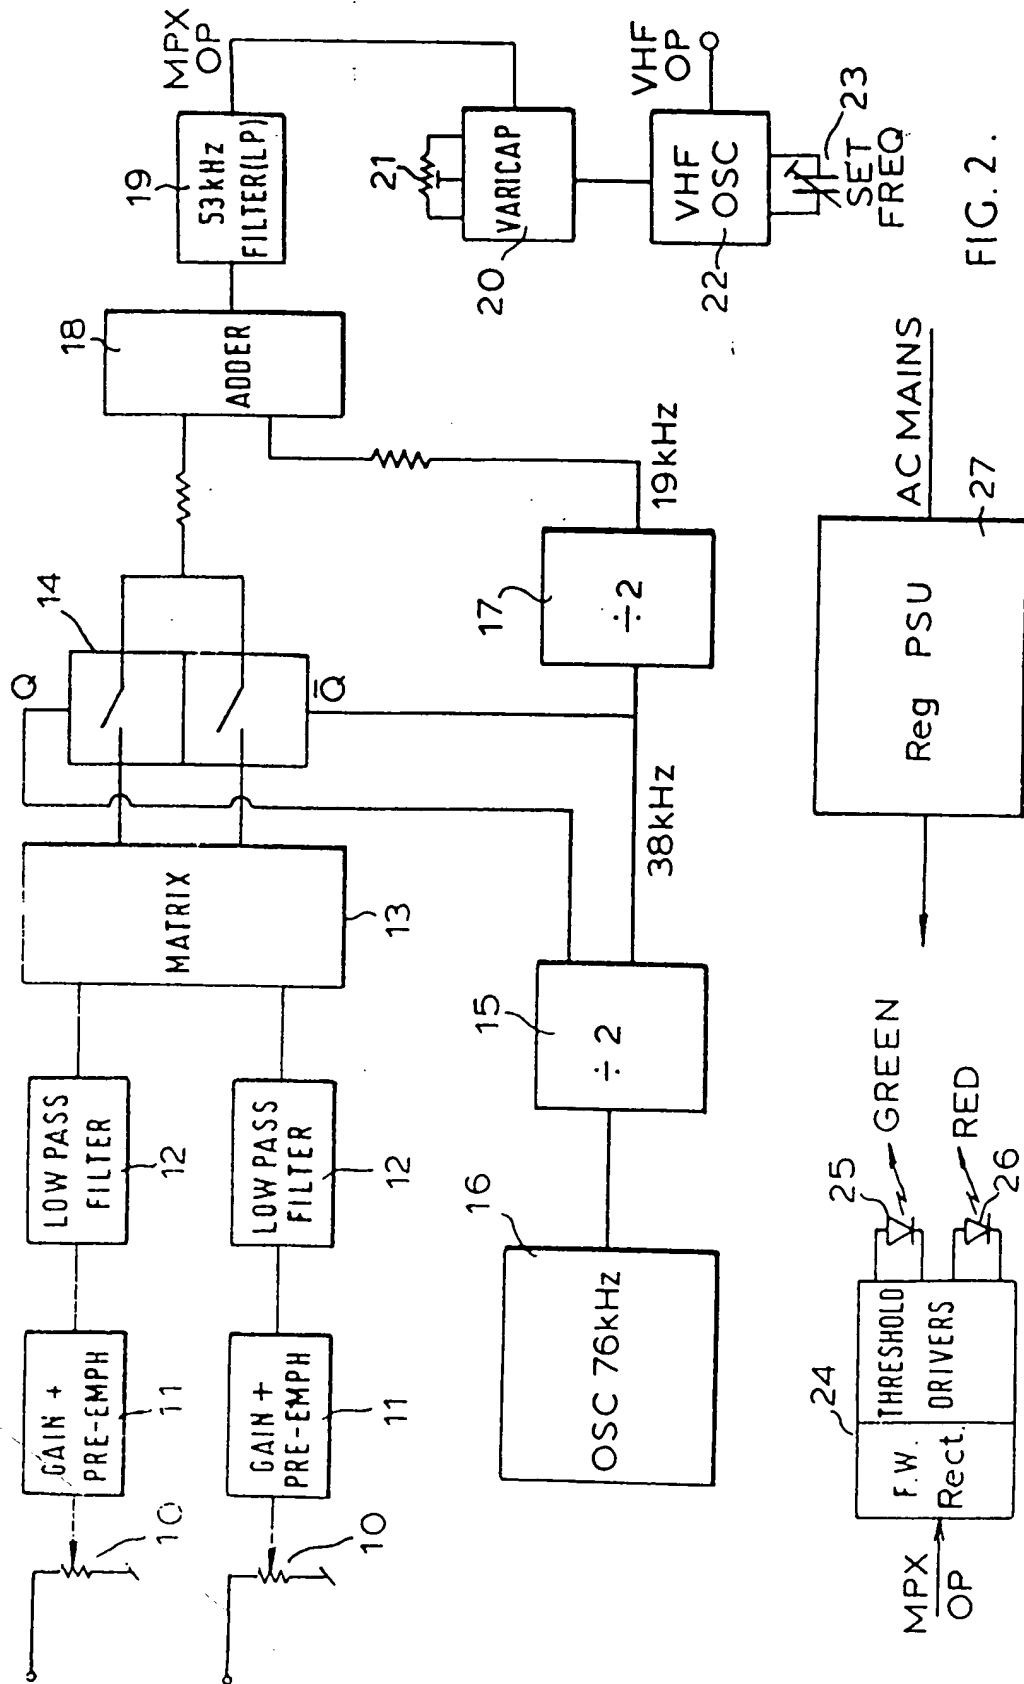 10
GAIN +
PRE-EMPH
11
LOW PASS
FILTER
12
MATRIX
13
Q
14
Q̅
18
ADDER
19
53kHz
FILTER(LP)
MPX
OP
10
GAIN +
PRE-EMPH
11
LOW PASS
FILTER
12
21
VARICAP
20
16
OSC 76kHz
15
÷2
38kHz
17
÷2
19kHz
VHF
OP
VHF
OSC
22
23
SET
FREQ
MPX
OP
24
F.W.
Rect.
THRESHOLD
DRIVERS
25
GREEN
26
RED
Reg PSU
27
AC MAINS
FIG. 2.